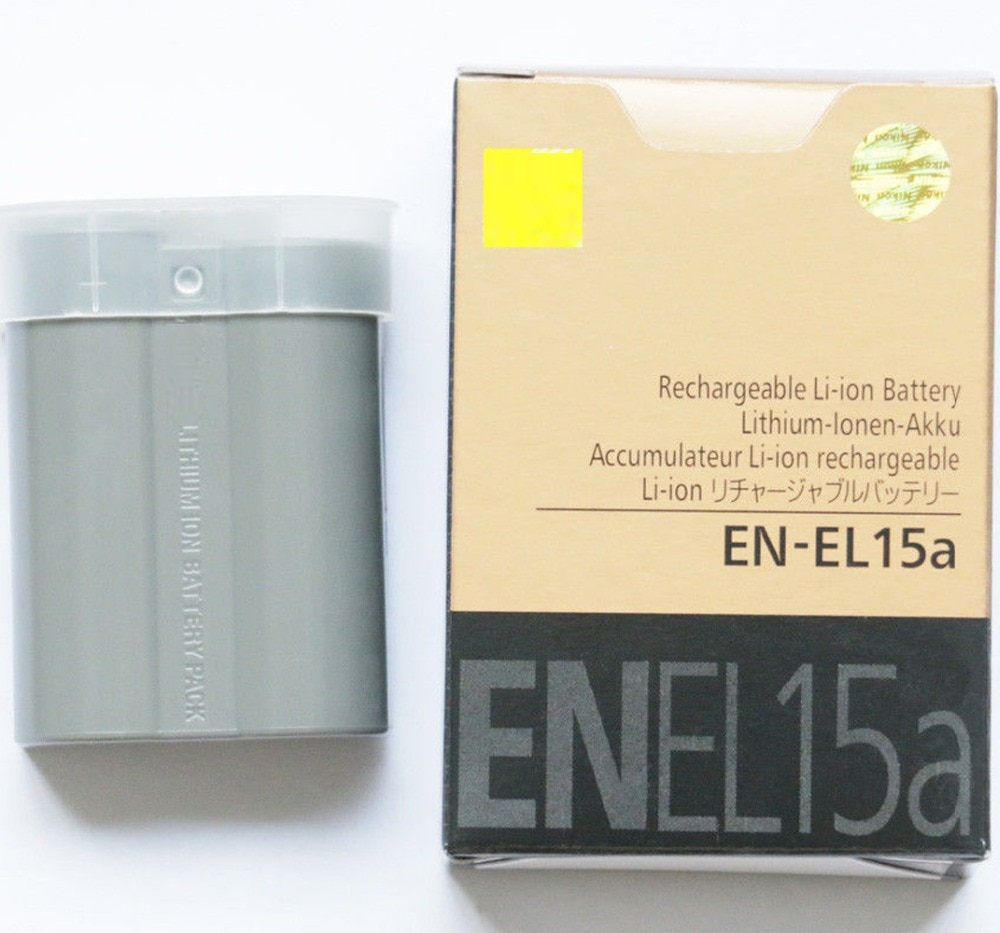 LITHIUM ION BATTERY PACK
Rechargeable Li-ion Battery
Lithium-Ionen-Akku
Accumulateur Li-ion rechargeable
Li-ion リチャージャブルバッテリー
EN-EL15a
ENEL15a